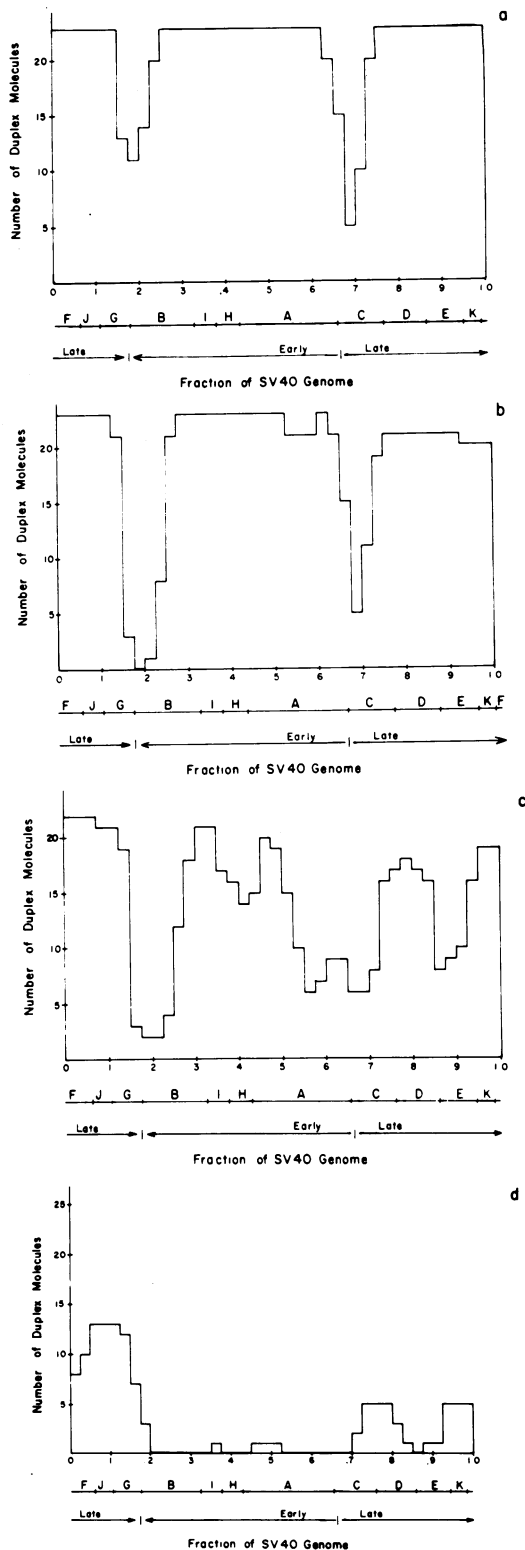 a
Number of Duplex Molecules
20
15
10
5
0 .1 .2 .3 .4 .5 .6 .7 .8 .9 1.0
F J G B I H A C D E K
Late Early Late
Fraction of SV40 Genome
b
Number of Duplex Molecules
20
15
10
5
0 .1 .2 .3 .4 .5 .6 .7 .8 .9 1.0
F J G B I H A C D E K F
Late Early Late
Fraction of SV40 Genome
c
Number of Duplex Molecules
20
15
10
5
0 .1 .2 .3 .4 .5 .6 .7 .8 .9 1.0
F J G B I H A C D E K
Late Early Late
Fraction of SV40 Genome
d
Number of Duplex Molecules
25
20
15
10
5
0 .1 .2 .3 .4 .5 .6 .7 .8 .9 1.0
F J G B I H A C D E K
Late Early Late
Fraction of SV40 Genome